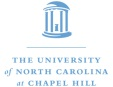 THE UNIVERSITY
of NORTH CAROLINA
at CHAPEL HILL